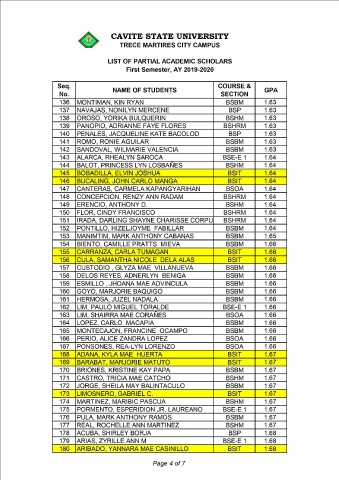 CAVITE STATE UNIVERSITY
TRECE MARTIRES CITY CAMPUS
LIST OF PARTIAL ACADEMIC SCHOLARS
First Semester, AY 2019-2020
Seq. No. NAME OF STUDENTS COURSE & SECTION GPA
136 MONTIMAN, KIN RYAN BSBM 1.63
137 NAVAJAS, NONILYN MERCENE BSP 1.63
138 OROSO, YORIKA BULQUERIN BSHM 1.63
139 PANOPIO, ADRIANNE FAYE FLORES BSHRM 1.63
140 PENALES, JACQUELINE KATE BACOLOD BSP 1.63
141 ROMO, RONIE AGUILAR BSBM 1.63
142 SANDOVAL, WILMARIE VALENCIA BSBM 1.63
143 ALARCA, RHEALYN SAROCA BSE-E 1 1.64
144 BALOT, PRINCESS LYN LOSBAÑES BSHM 1.64
145 BOBADILLA, ELVIN JOSHUA BSIT 1.64
146 BUCALING, JOHN CARLO MANGA BSIT 1.64
147 CANTERAS, CARMELA KAPANGYARIHAN BSOA 1.64
148 CONCEPCION, RENZY ANN RADAM BSHRM 1.64
149 ERENCIO, ANTHONY D. BSHM 1.64
150 FLOR, CINDY FRANCISCO BSHRM 1.64
151 IRADA, DARLING SHAYNE CHARISSE CORPU BSHRM 1.64
152 PONTILLO, HIZELJOYME FABILLAR BSBM 1.64
153 MANIMTIM, MARK ANTHONY CABANAS BSBM 1.65
154 BIENTO, CAMILLE PRATTS MIEVA BSBM 1.66
155 CARRANZA, CARLA TUMAGAN BSIT 1.66
156 CULA, SAMANTHA NICOLE DELA ALAS BSIT 1.66
157 CUSTODIO, GLYZA MAE VILLANUEVA BSBM 1.66
158 DELOS REYES, ADNERLYN BENIGA BSBM 1.66
159 ESMILLO, JHOANA MAE ADVINCULA BSBM 1.66
160 GOYO, MARJORIE BAQUIGO BSBM 1.66
161 HERMOSA, JUZEL NADALA BSBM 1.66
162 LIM, PAULO MIGUEL TORALDE BSE-E 1 1.66
163 LIM, SHAIRRA MAE CORAÑES BSOA 1.66
164 LOPEZ, CARLO MACAPIA BSBM 1.66
165 MONTECAJON, FRANCINE OCAMPO BSBM 1.66
166 PERIO, ALICE ZANDRA LOPEZ BSOA 1.66
167 PONSONES, REA-LYN LORENZO BSOA 1.66
168 ADANA, KYLA MAE HUERTA BSIT 1.67
169 BARABAT, MARJORIE MATUTO BSIT 1.67
170 BRIONES, KRISTINE KAY PAPA BSBM 1.67
171 CASTRO, TRICIA MAE CATCHO BSHM 1.67
172 JORGE, SHEILA MAY BALINTACULO BSBM 1.67
173 LIMOSNERO, GABRIEL C. BSIT 1.67
174 MARTINEZ, MARIBIC PASCUA BSHM 1.67
175 PORMENTO, ESPERIDION JR. LAUREANO BSE-E 1 1.67
176 PULA, MARK ANTHONY RAMOS BSBM 1.67
177 REAL, ROCHELLE ANN MARTINEZ BSHM 1.67
178 ACUBA, SHIRLEY BORJA BSP 1.68
179 ARIAS, ZYRILLE ANN M BSE-E 1 1.68
180 ARIBADO, YANNARA MAE CASINILLO BSIT 1.68
Page 4 of 7